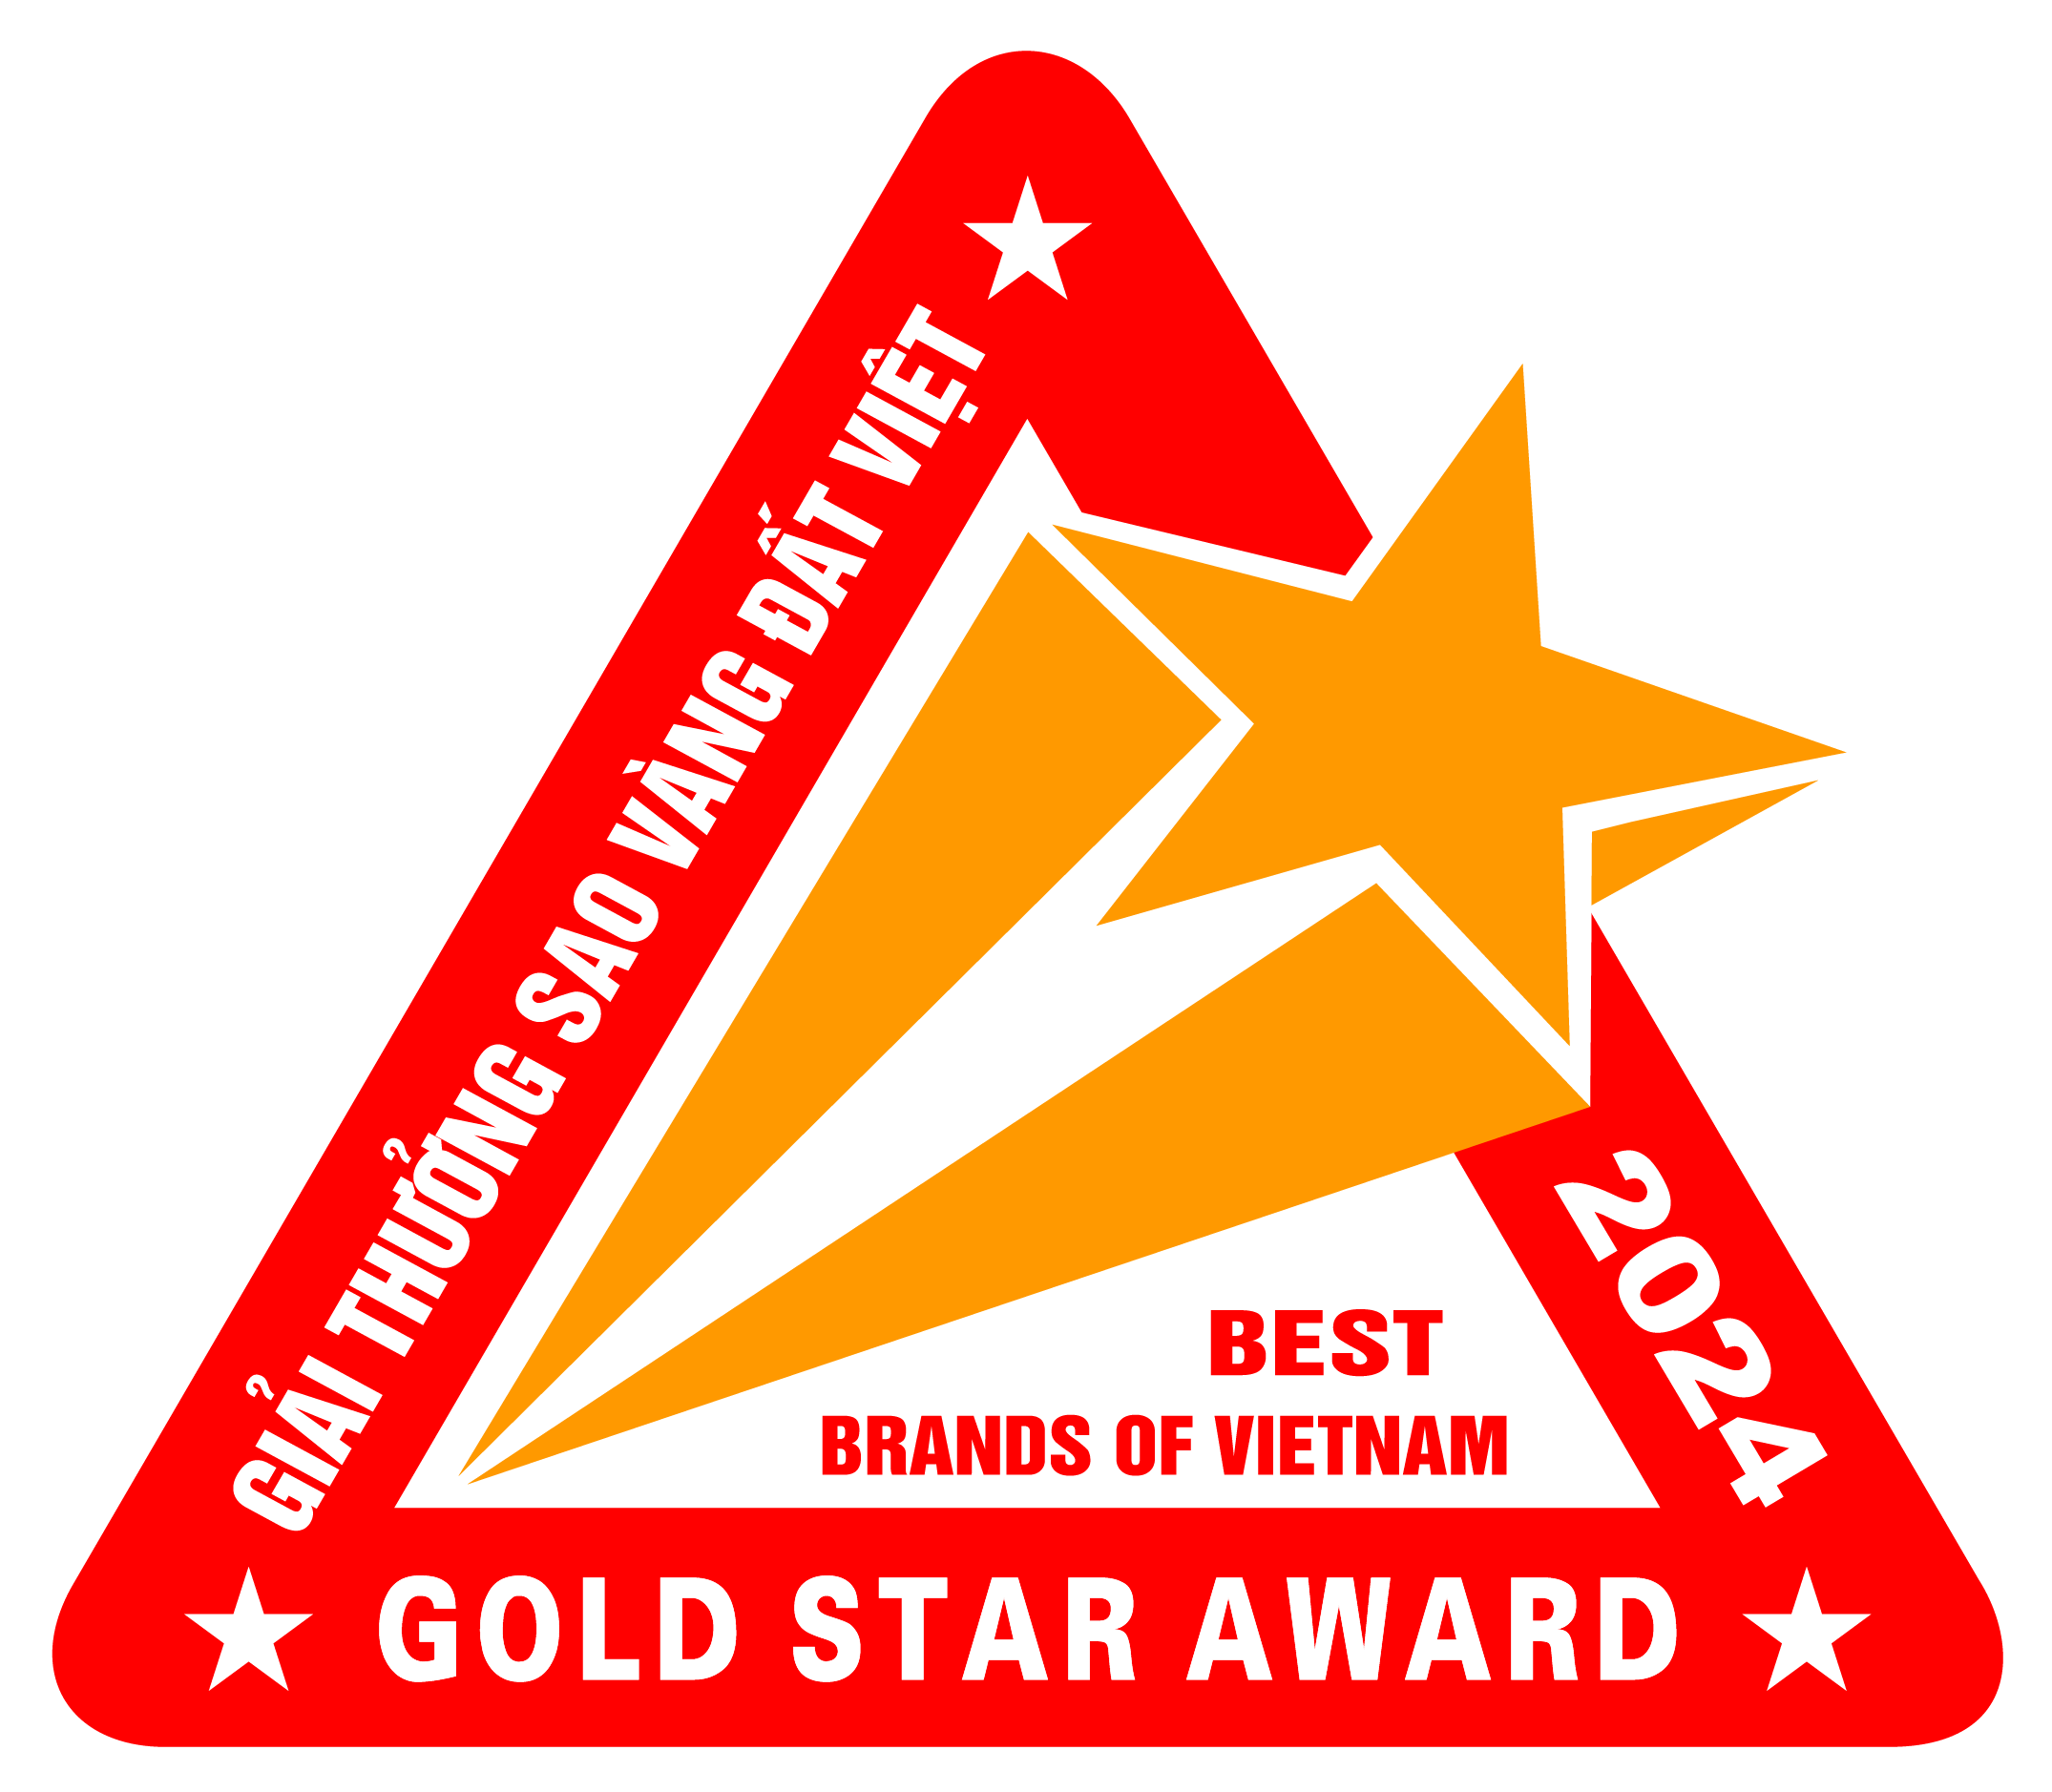 GIẢI THƯỞNG SAO VÀNG ĐẤT VIỆT
2024
BEST
BRANDS OF VIETNAM
GOLD STAR AWARD